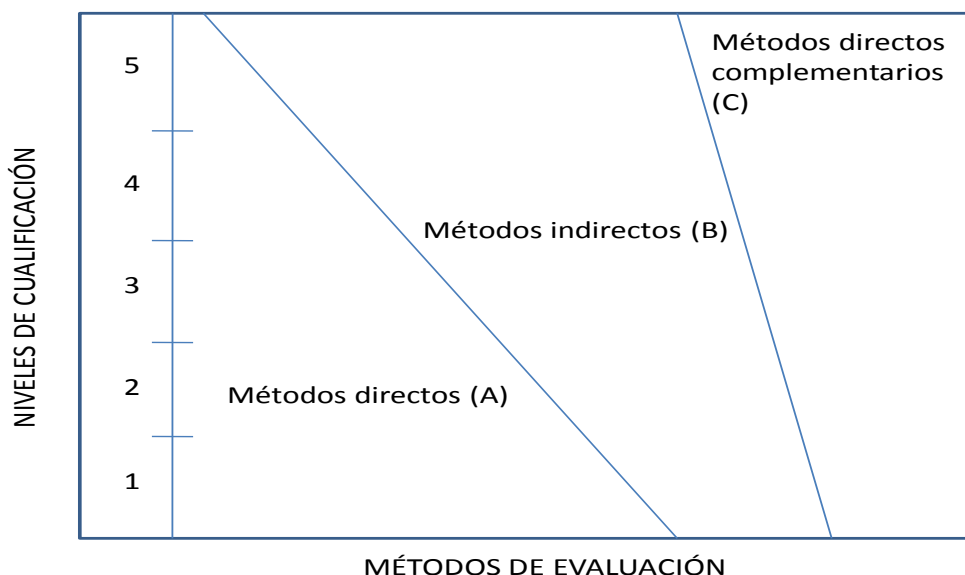 NIVELES DE CUALIFICACIÓN
5
4
3
2
1
Métodos directos
complementarios
(C)
Métodos indirectos (B)
Métodos directos (A)
MÉTODOS DE EVALUACIÓN